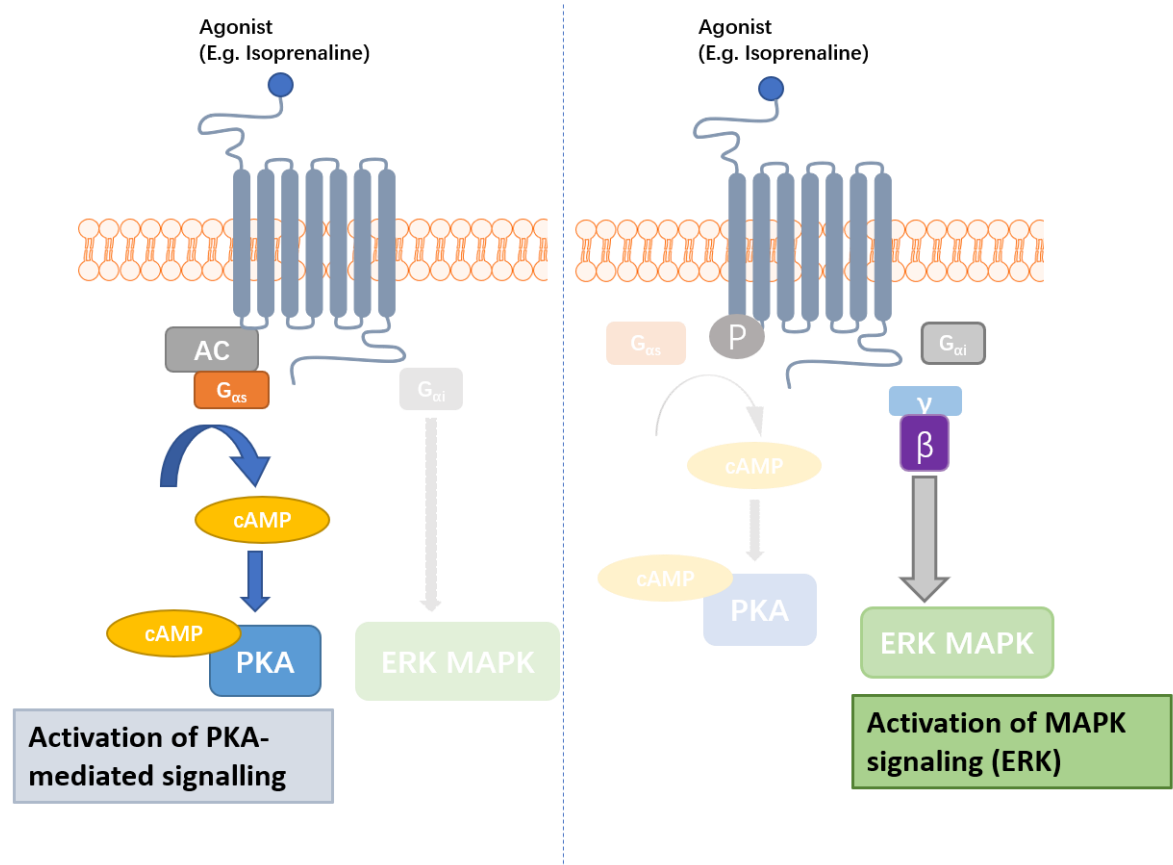 Agonist
(E.g. Isoprenaline)
AC
Gαs
Gαi
cAMP
cAMP
PKA
ERK MAPK
Activation of PKA-
mediated signalling
Agonist
(E.g. Isoprenaline)
Gαs
P
Gαi
γ
β
cAMP
cAMP
PKA
ERK MAPK
Activation of MAPK
signaling (ERK)